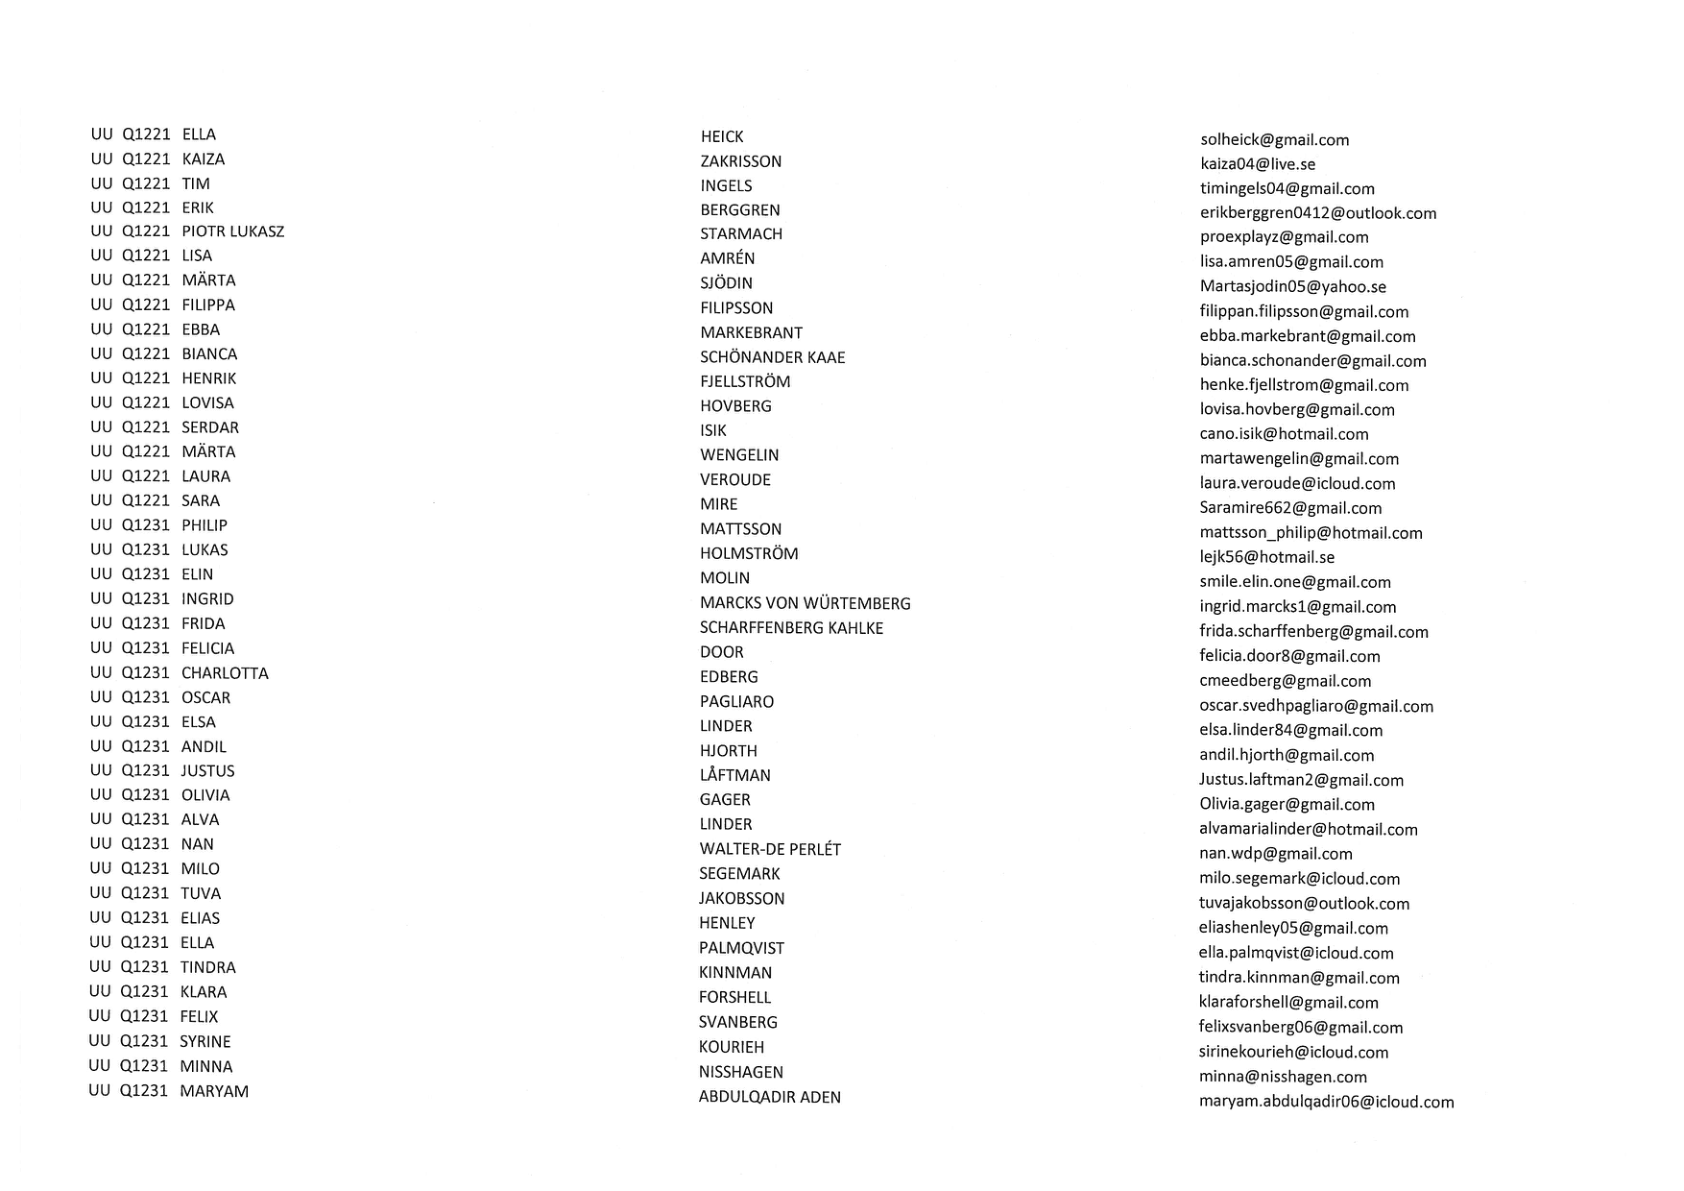 UU Q1221 ELLA HEICK solheick@gmail.com
UU Q1221 KAIZA ZAKRISSON kaiza04@live.se
UU Q1221 TIM INGELS timingels04@gmail.com
UU Q1221 ERIK BERGGREN erikberggren0412@outlook.com
UU Q1221 PIOTR LUKASZ STARMACH proexplayz@gmail.com
UU Q1221 LISA AMRÉN lisa.amren05@gmail.com
UU Q1221 MÄRTA SJÖDIN Martasjodin05@yahoo.se
UU Q1221 FILIPPA FILIPSSON filippan.filipsson@gmail.com
UU Q1221 EBBA MARKEBRANT ebba.markebrant@gmail.com
UU Q1221 BIANCA SCHÖNANDER KAAE bianca.schonander@gmail.com
UU Q1221 HENRIK FJELLSTRÖM henke.fjellstrom@gmail.com
UU Q1221 LOVISA HOVBERG lovisa.hovberg@gmail.com
UU Q1221 SERDAR ISIK cano.isik@hotmail.com
UU Q1221 MÄRTA WENGELIN martawengelin@gmail.com
UU Q1221 LAURA VEROUDE laura.veroude@icloud.com
UU Q1221 SARA MIRE Saramire662@gmail.com
UU Q1231 PHILIP MATTSSON mattsson_philip@hotmail.com
UU Q1231 LUKAS HOLMSTRÖM lejk56@hotmail.se
UU Q1231 ELIN MOLIN smile.elin.one@gmail.com
UU Q1231 INGRID MARCKS VON WÜRTEMBERG ingrid.marcks1@gmail.com
UU Q1231 FRIDA SCHARFFENBERG KAHLKE frida.scharffenberg@gmail.com
UU Q1231 FELICIA DOOR felicia.door8@gmail.com
UU Q1231 CHARLOTTA EDBERG cmeedberg@gmail.com
UU Q1231 OSCAR PAGLIARO oscar.svedhpagliaro@gmail.com
UU Q1231 ELSA LINDER elsa.linder84@gmail.com
UU Q1231 ANDIL HJORTH andil.hjorth@gmail.com
UU Q1231 JUSTUS LÅFTMAN Justus.laftman2@gmail.com
UU Q1231 OLIVIA GAGER Olivia.gager@gmail.com
UU Q1231 ALVA LINDER alvamarialinder@hotmail.com
UU Q1231 NAN WALTER-DE PERLÉT nan.wdp@gmail.com
UU Q1231 MILO SEGEMARK milo.segemark@icloud.com
UU Q1231 TUVA JAKOBSSON tuvajakobsson@outlook.com
UU Q1231 ELIAS HENLEY eliashenley05@gmail.com
UU Q1231 ELLA PALMQVIST ella.palmqvist@icloud.com
UU Q1231 TINDRA KINNMAN tindra.kinnman@gmail.com
UU Q1231 KLARA FORSHELL klaraforshell@gmail.com
UU Q1231 FELIX SVANBERG felixsvanberg06@gmail.com
UU Q1231 SYRINE KOURIEH sirinekourieh@icloud.com
UU Q1231 MINNA NISSHAGEN minna@nisshagen.com
UU Q1231 MARYAM ABDULQADIR ADEN maryam.abdulqadir06@icloud.com